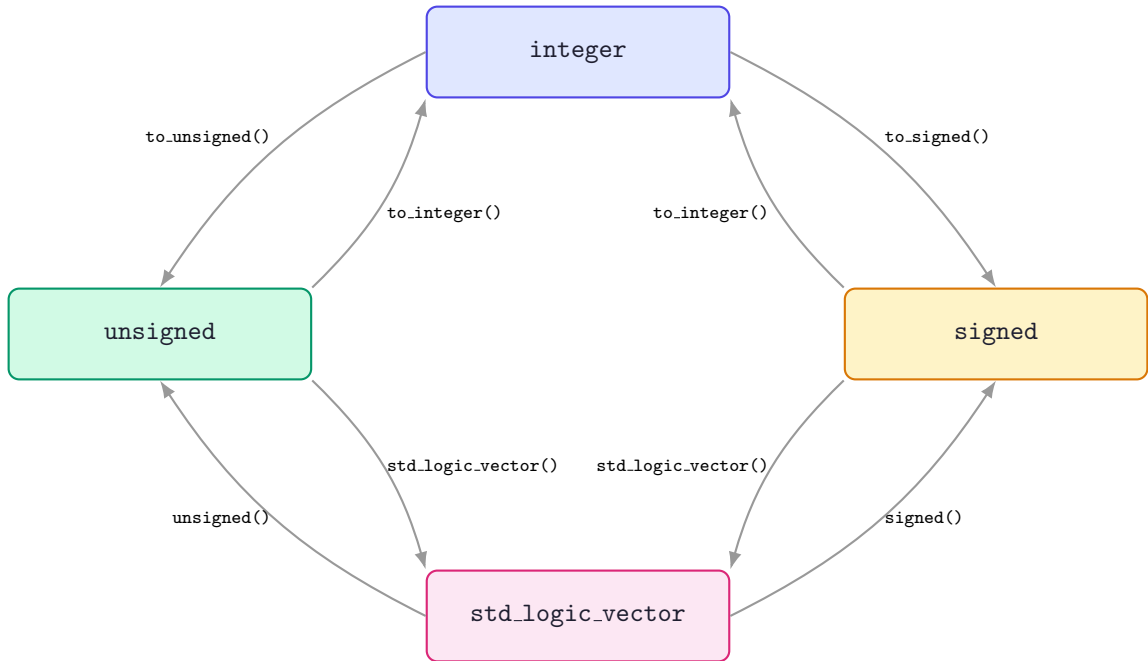 integer
to_unsigned()
to_signed()
to_integer()
to_integer()
unsigned
signed
std_logic_vector()
std_logic_vector()
unsigned()
signed()
std_logic_vector